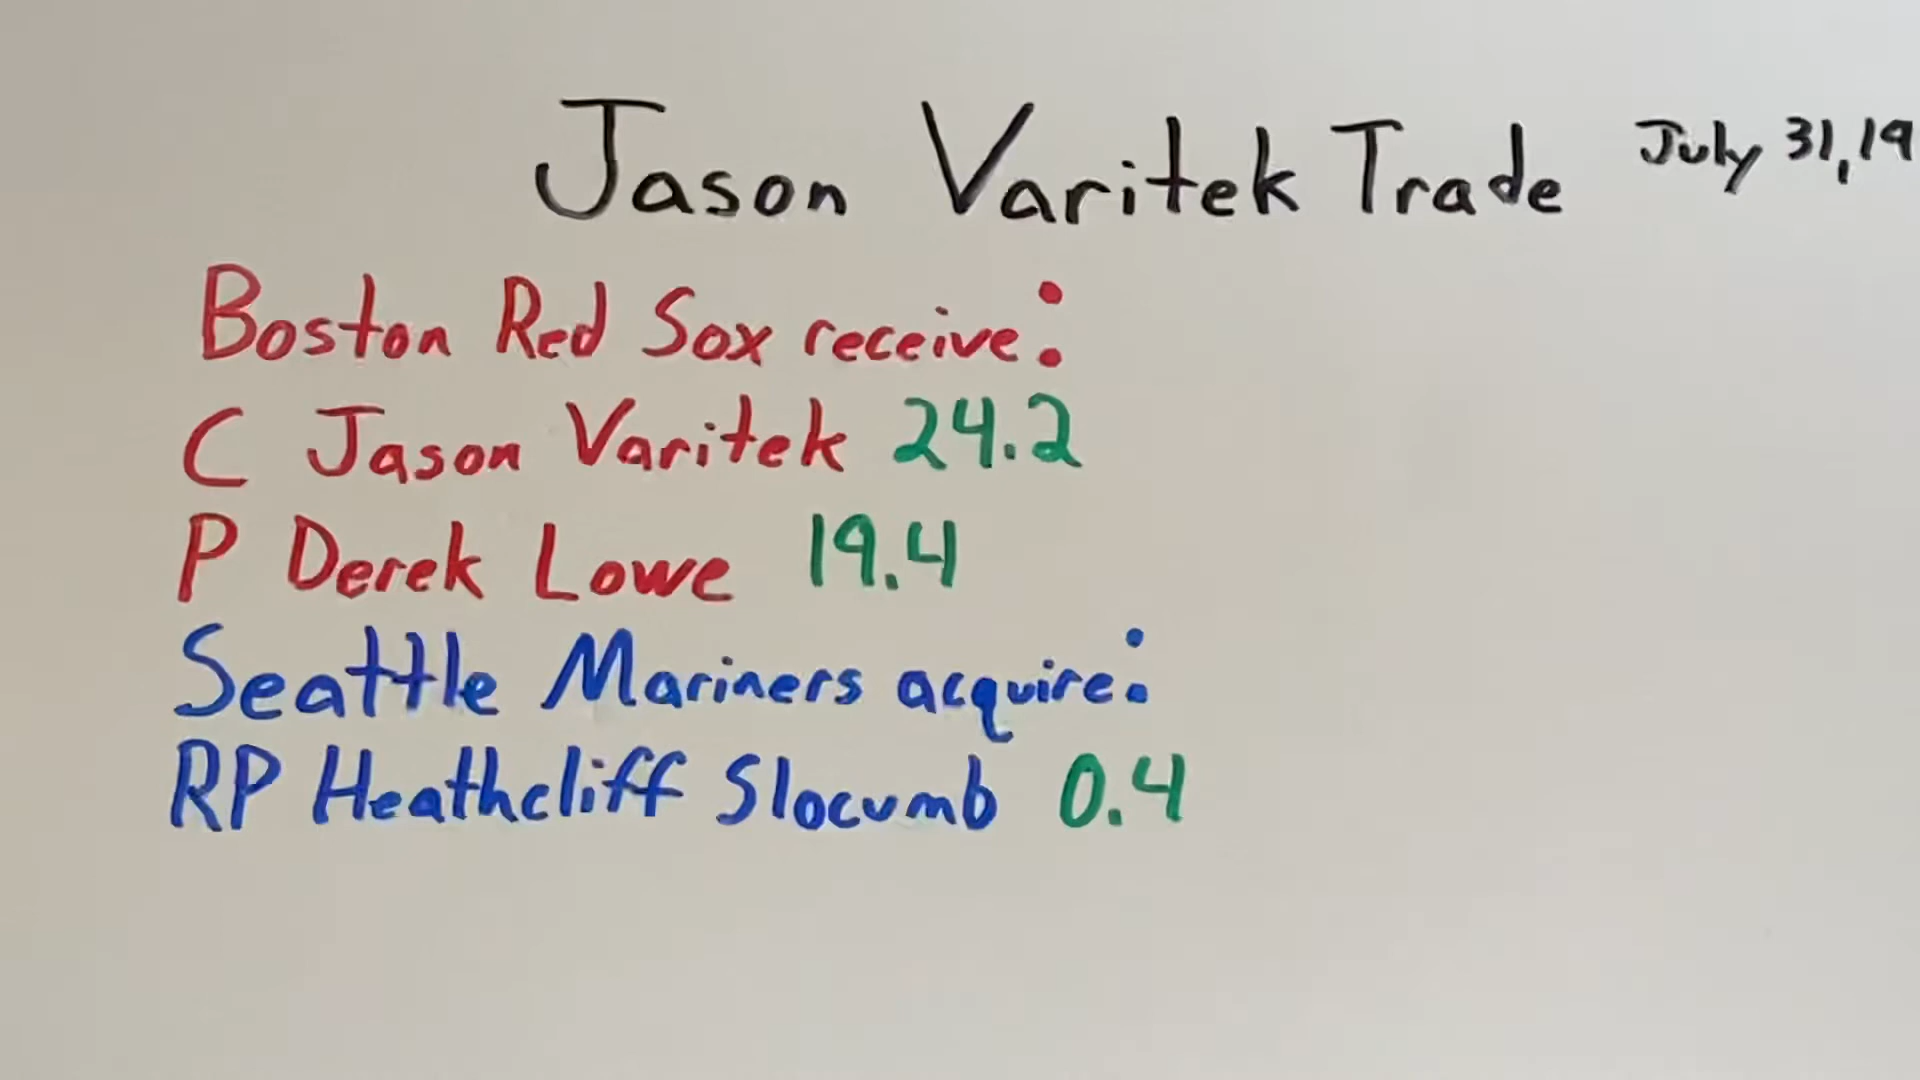 Jason Varitek Trade July 31, 19
Boston Red Sox receive:
C Jason Varitek 24.2
P Derek Lowe 19.4
Seattle Mariners acquire:
RP Heathcliff Slocumb 0.4